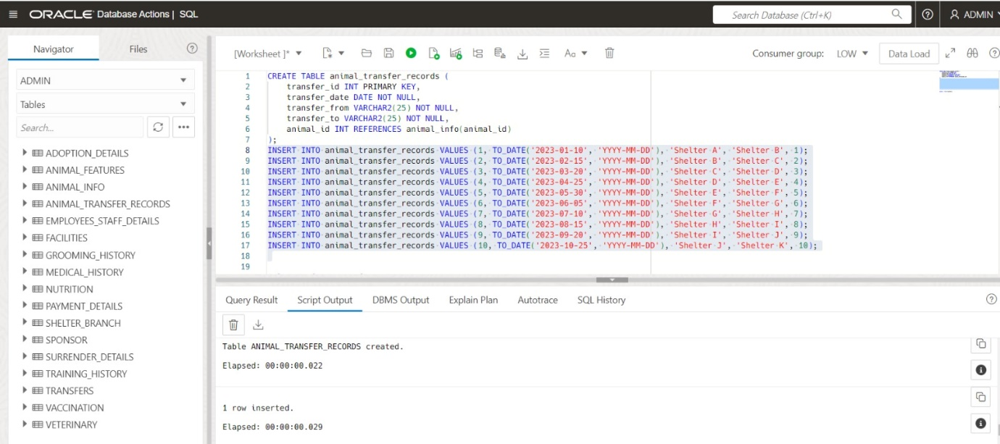 ORACLE Database Actions | SQL
Search Database (Ctrl+K)
ADMIN
Navigator
Files
[Worksheet ]*
Aa
Consumer group:
LOW
Data Load
ADMIN
Tables
Search...
ADOPTION_DETAILS
ANIMAL_FEATURES
ANIMAL_INFO
ANIMAL_TRANSFER_RECORDS
EMPLOYEES_STAFF_DETAILS
FACILITIES
GROOMING_HISTORY
MEDICAL_HISTORY
NUTRITION
PAYMENT_DETAILS
SHELTER_BRANCH
SPONSOR
SURRENDER_DETAILS
TRAINING_HISTORY
TRANSFERS
VACCINATION
VETERINARY
1 CREATE TABLE animal_transfer_records (
2 transfer_id INT PRIMARY KEY,
3 transfer_date DATE NOT NULL,
4 transfer_from VARCHAR2(25) NOT NULL,
5 transfer_to VARCHAR2(25) NOT NULL,
6 animal_id INT REFERENCES animal_info(animal_id)
7 );
8 INSERT INTO animal_transfer_records VALUES (1, TO_DATE('2023-01-10', 'YYYY-MM-DD'), 'Shelter A', 'Shelter B', 1);
9 INSERT INTO animal_transfer_records VALUES (2, TO_DATE('2023-02-15', 'YYYY-MM-DD'), 'Shelter B', 'Shelter C', 2);
10 INSERT INTO animal_transfer_records VALUES (3, TO_DATE('2023-03-20', 'YYYY-MM-DD'), 'Shelter C', 'Shelter D', 3);
11 INSERT INTO animal_transfer_records VALUES (4, TO_DATE('2023-04-25', 'YYYY-MM-DD'), 'Shelter D', 'Shelter E', 4);
12 INSERT INTO animal_transfer_records VALUES (5, TO_DATE('2023-05-30', 'YYYY-MM-DD'), 'Shelter E', 'Shelter F', 5);
13 INSERT INTO animal_transfer_records VALUES (6, TO_DATE('2023-06-05', 'YYYY-MM-DD'), 'Shelter F', 'Shelter G', 6);
14 INSERT INTO animal_transfer_records VALUES (7, TO_DATE('2023-07-10', 'YYYY-MM-DD'), 'Shelter G', 'Shelter H', 7);
15 INSERT INTO animal_transfer_records VALUES (8, TO_DATE('2023-08-15', 'YYYY-MM-DD'), 'Shelter H', 'Shelter I', 8);
16 INSERT INTO animal_transfer_records VALUES (9, TO_DATE('2023-09-20', 'YYYY-MM-DD'), 'Shelter I', 'Shelter J', 9);
17 INSERT INTO animal_transfer_records VALUES (10, TO_DATE('2023-10-25', 'YYYY-MM-DD'), 'Shelter J', 'Shelter K', 10);
18
19
Query Result
Script Output
DBMS Output
Explain Plan
Autotrace
SQL History
Table ANIMAL_TRANSFER_RECORDS created.
Elapsed: 00:00:00.022
1 row inserted.
Elapsed: 00:00:00.029